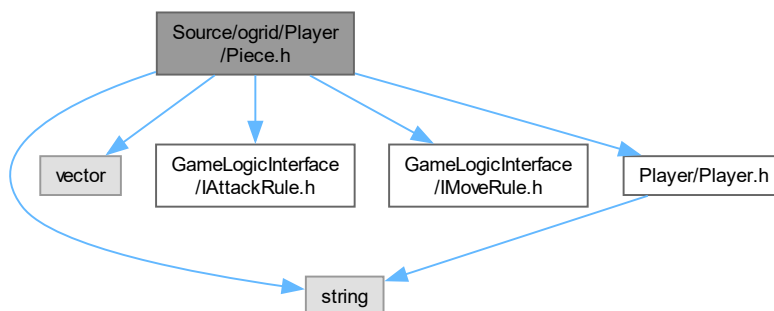 Source/ogrid/Player
/Piece.h
vector
GameLogicInterface
/IAttackRule.h
GameLogicInterface
/IMoveRule.h
Player/Player.h
string